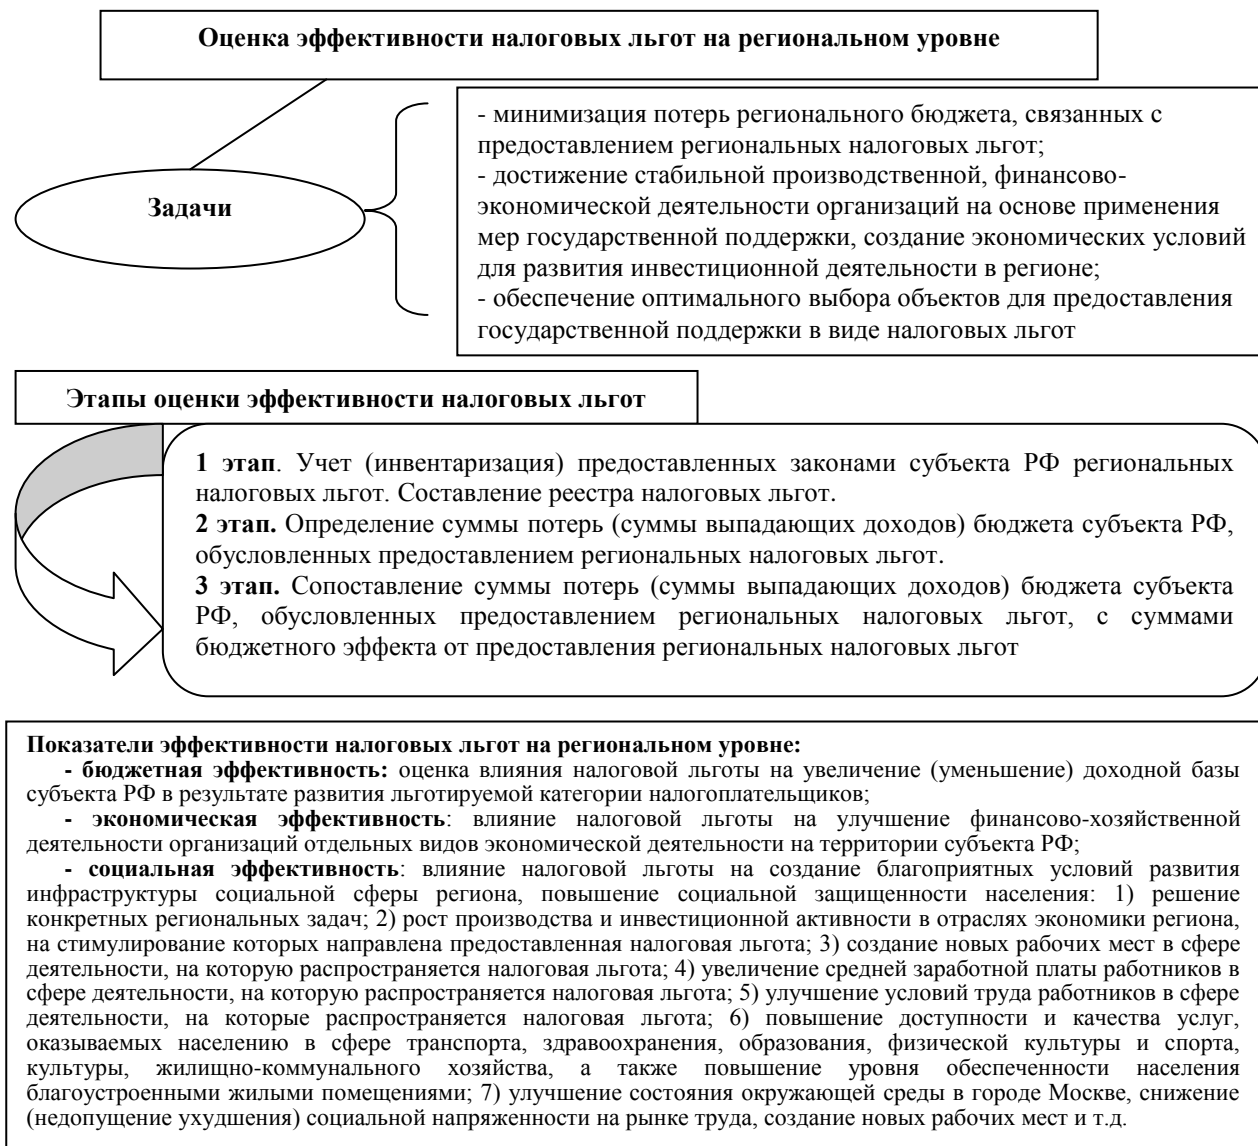 Оценка эффективности налоговых льгот на региональном уровне
Задачи
- минимизация потерь регионального бюджета, связанных с
предоставлением региональных налоговых льгот;
- достижение стабильной производственной, финансово-
экономической деятельности организаций на основе применения
мер государственной поддержки, создание экономических условий
для развития инвестиционной деятельности в регионе;
- обеспечение оптимального выбора объектов для предоставления
государственной поддержки в виде налоговых льгот
Этапы оценки эффективности налоговых льгот
1 этап. Учет (инвентаризация) предоставленных законами субъекта РФ региональных
налоговых льгот. Составление реестра налоговых льгот.
2 этап. Определение суммы потерь (суммы выпадающих доходов) бюджета субъекта РФ,
обусловленных предоставлением региональных налоговых льгот.
3 этап. Сопоставление суммы потерь (суммы выпадающих доходов) бюджета субъекта
РФ, обусловленных предоставлением региональных налоговых льгот, с суммами
бюджетного эффекта от предоставления региональных налоговых льгот
Показатели эффективности налоговых льгот на региональном уровне:
- бюджетная эффективность: оценка влияния налоговой льготы на увеличение (уменьшение) доходной базы
субъекта РФ в результате развития льготируемой категории налогоплательщиков;
- экономическая эффективность: влияние налоговой льготы на улучшение финансово-хозяйственной
деятельности организаций отдельных видов экономической деятельности на территории субъекта РФ;
- социальная эффективность: влияние налоговой льготы на создание благоприятных условий развития
инфраструктуры социальной сферы региона, повышение социальной защищенности населения: 1) решение
конкретных региональных задач; 2) рост производства и инвестиционной активности в отраслях экономики региона,
на стимулирование которых направлена предоставленная налоговая льгота; 3) создание новых рабочих мест в сфере
деятельности, на которую распространяется налоговая льгота; 4) увеличение средней заработной платы работников в
сфере деятельности, на которую распространяется налоговая льгота; 5) улучшение условий труда работников в сфере
деятельности, на которые распространяется налоговая льгота; 6) повышение доступности и качества услуг,
оказываемых населению в сфере транспорта, здравоохранения, образования, физической культуры и спорта,
культуры, жилищно-коммунального хозяйства, а также повышение уровня обеспеченности населения
благоустроенными жилыми помещениями; 7) улучшение состояния окружающей среды в городе Москве, снижение
(недопущение ухудшения) социальной напряженности на рынке труда, создание новых рабочих мест и т.д.